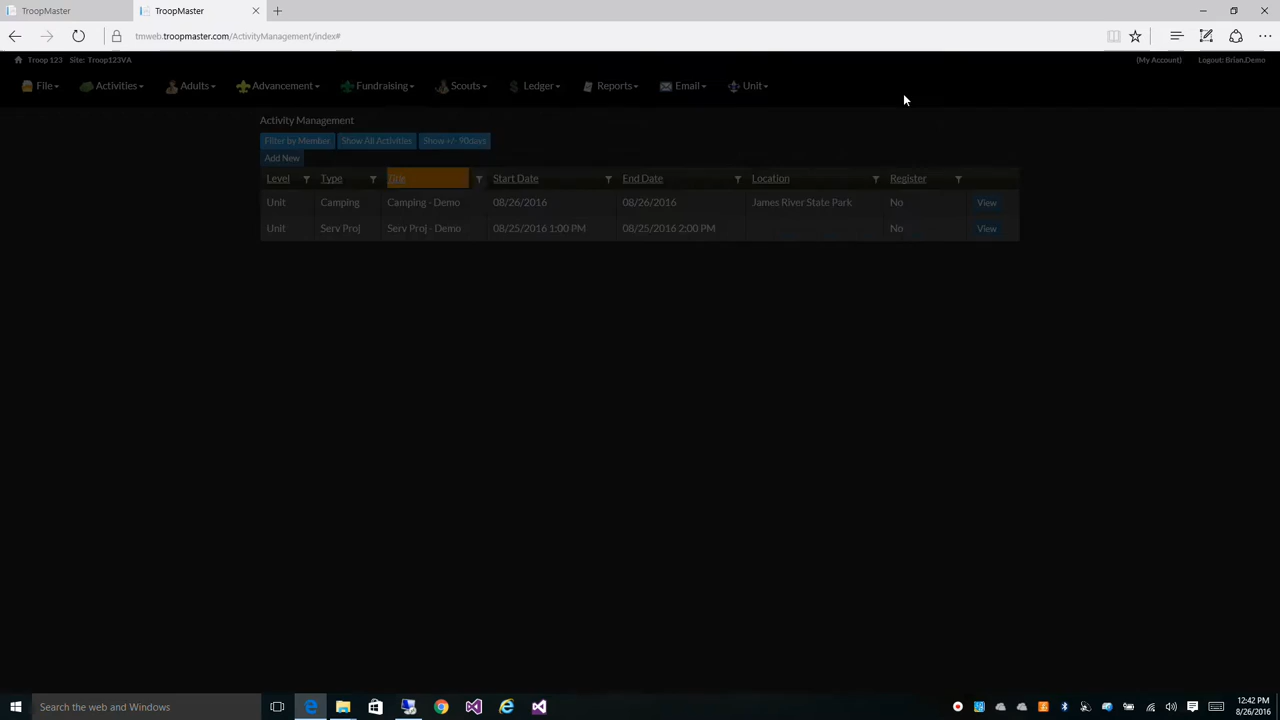 TroopMaster
TroopMaster
tmweb.troopmaster.com/ActivityManagement/index#
Troop 123 Site: Troop123VA (My Account) Logout: Brian.Demo
File Activities Adults Advancement Fundraising Scouts Ledger Reports Email Unit
Activity Management
Filter by Member Show All Activities Show +/- 90days
Add New
Level Type Title Start Date End Date Location Register
Unit Camping Camping - Demo 08/26/2016 08/26/2016 James River State Park No View
Unit Serv Proj Serv Proj - Demo 08/25/2016 1:00 PM 08/25/2016 2:00 PM No View
Search the web and Windows
12:42 PM
8/26/2016